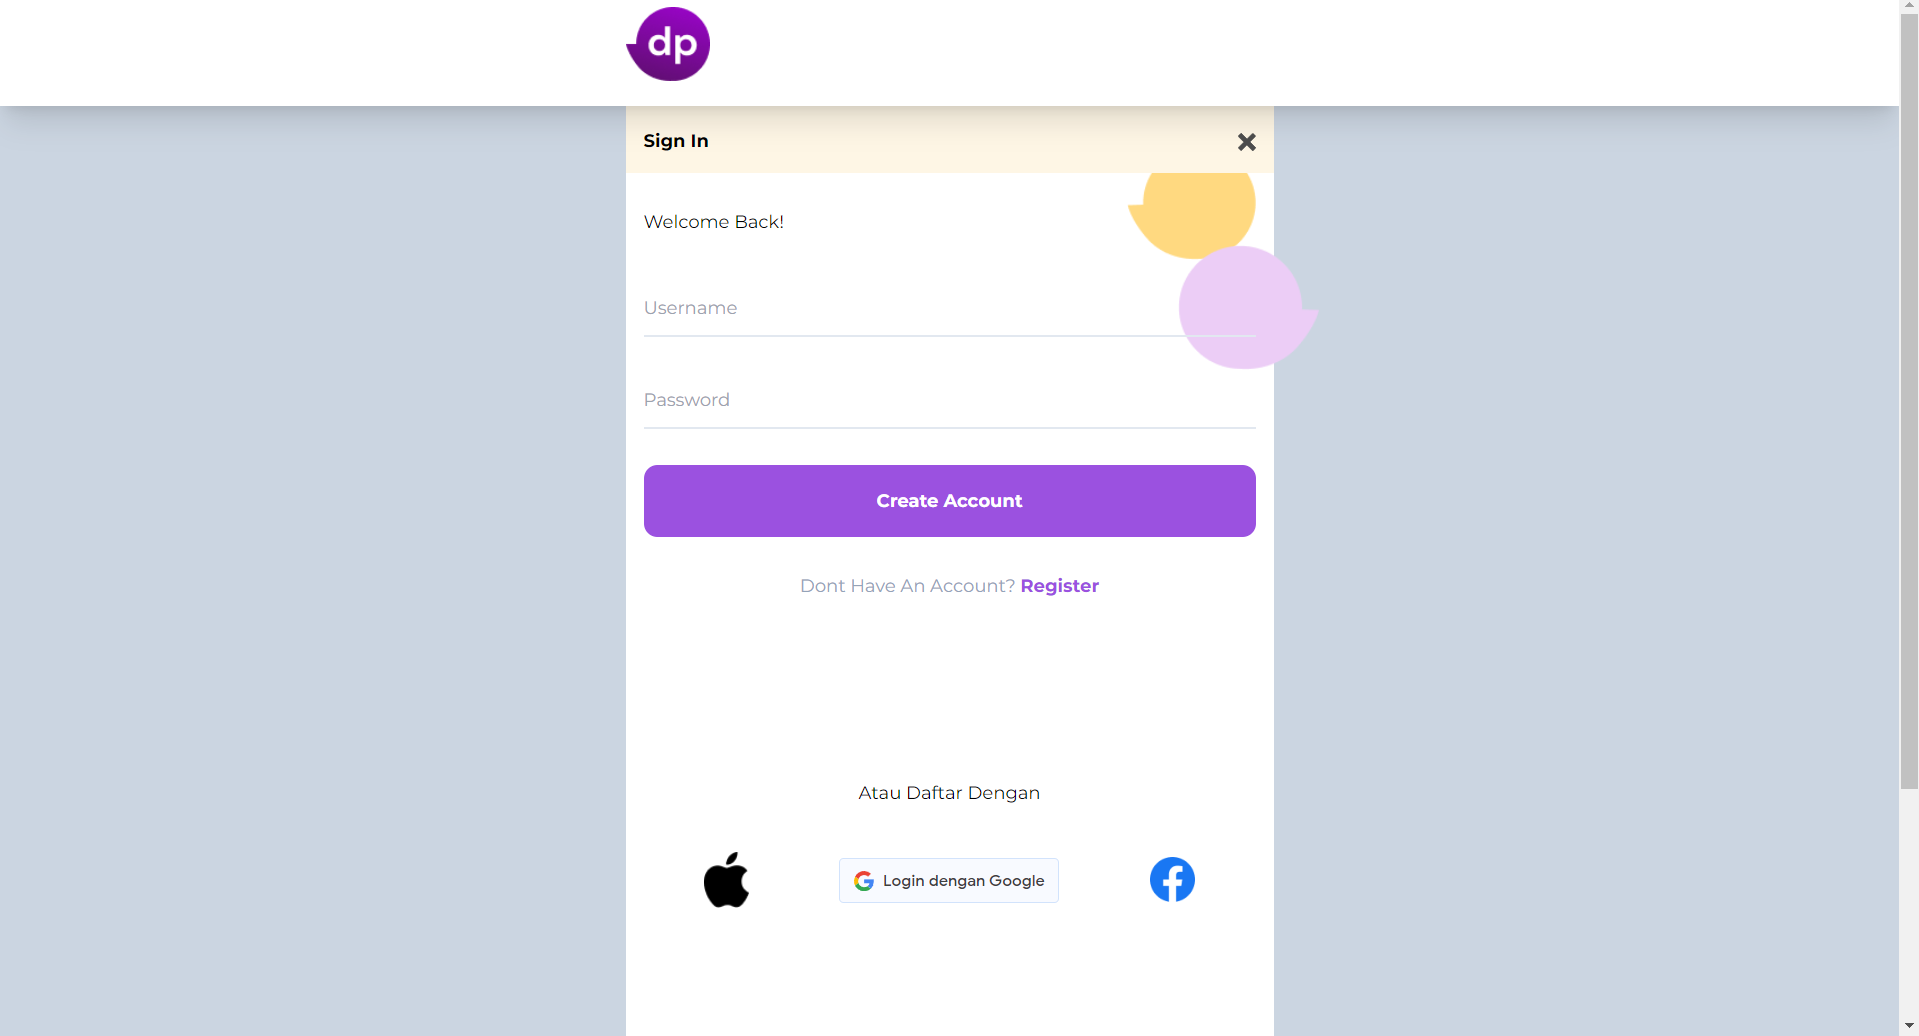 dp
Sign In
Welcome Back!
Username
Password
Create Account
Dont Have An Account? Register
Atau Daftar Dengan
Login dengan Google